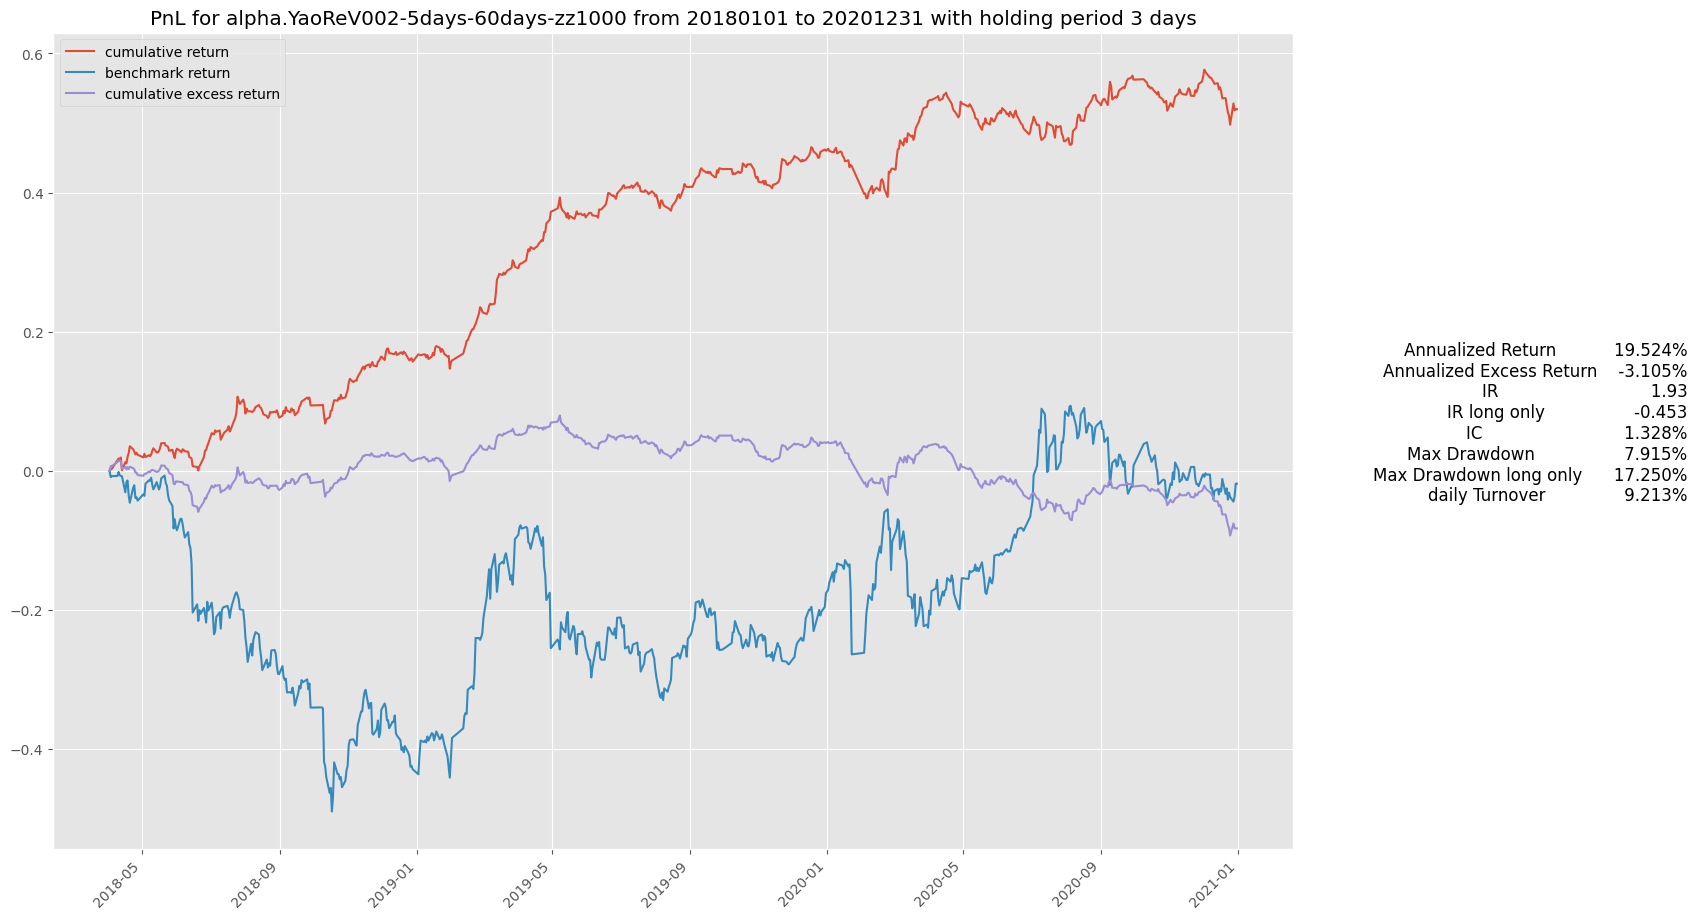 PnL for alpha.YaoReV002-5days-60days-zz1000 from 20180101 to 20201231 with holding period 3 days
cumulative return
benchmark return
cumulative excess return
0.6
0.4
0.2
0.0
−0.2
−0.4
2018-05
2018-09
2019-01
2019-05
2019-09
2020-01
2020-05
2020-09
2021-01
Annualized Return 19.524%
Annualized Excess Return -3.105%
IR 1.93
IR long only -0.453
IC 1.328%
Max Drawdown 7.915%
Max Drawdown long only 17.250%
daily Turnover 9.213%